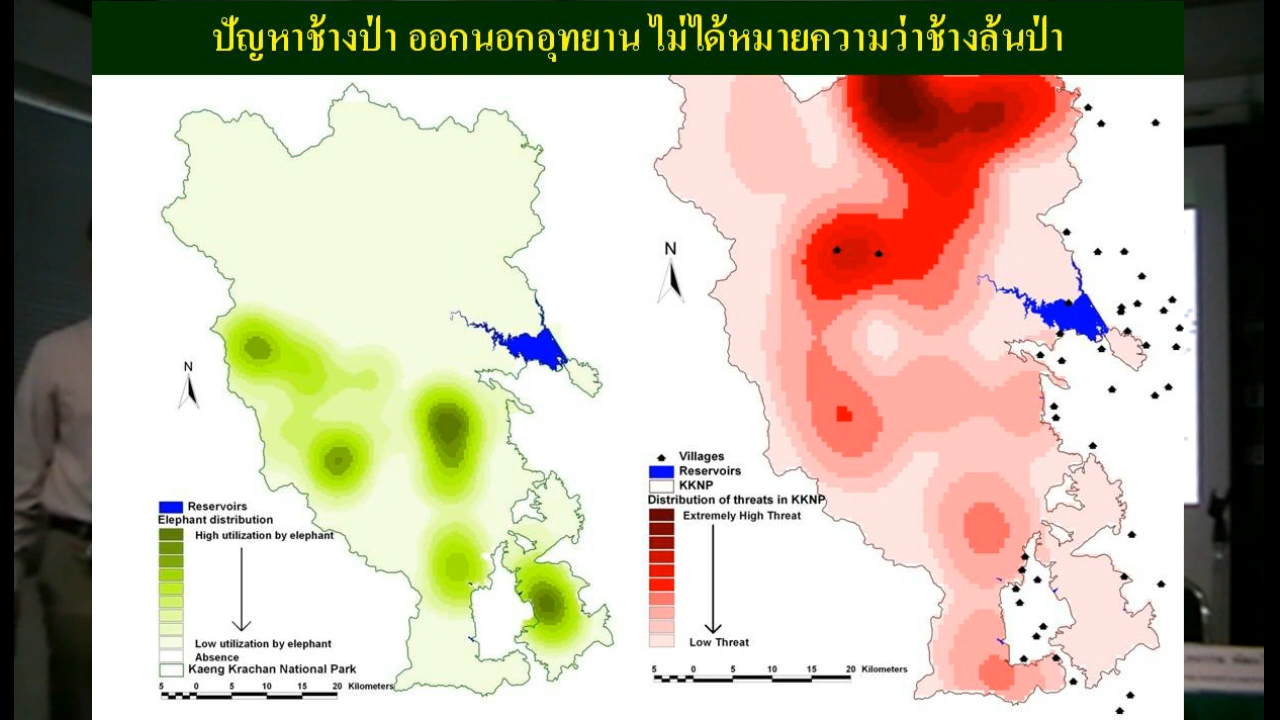 ปัญหาช้างป่า ออกนอกอุทยาน ไม่ได้หมายความว่าช้างล้นป่า
N
Reservoirs
Elephant distribution
High utilization by elephant
Low utilization by elephant
Absence
Kaeng Krachan National Park
5 0 5 10 15 20 Kilometers
N
Villages
Reservoirs
KKNP
Distribution of threats in KKNP
Extremely High Threat
Low Threat
5 0 5 10 15 20 Kilometers